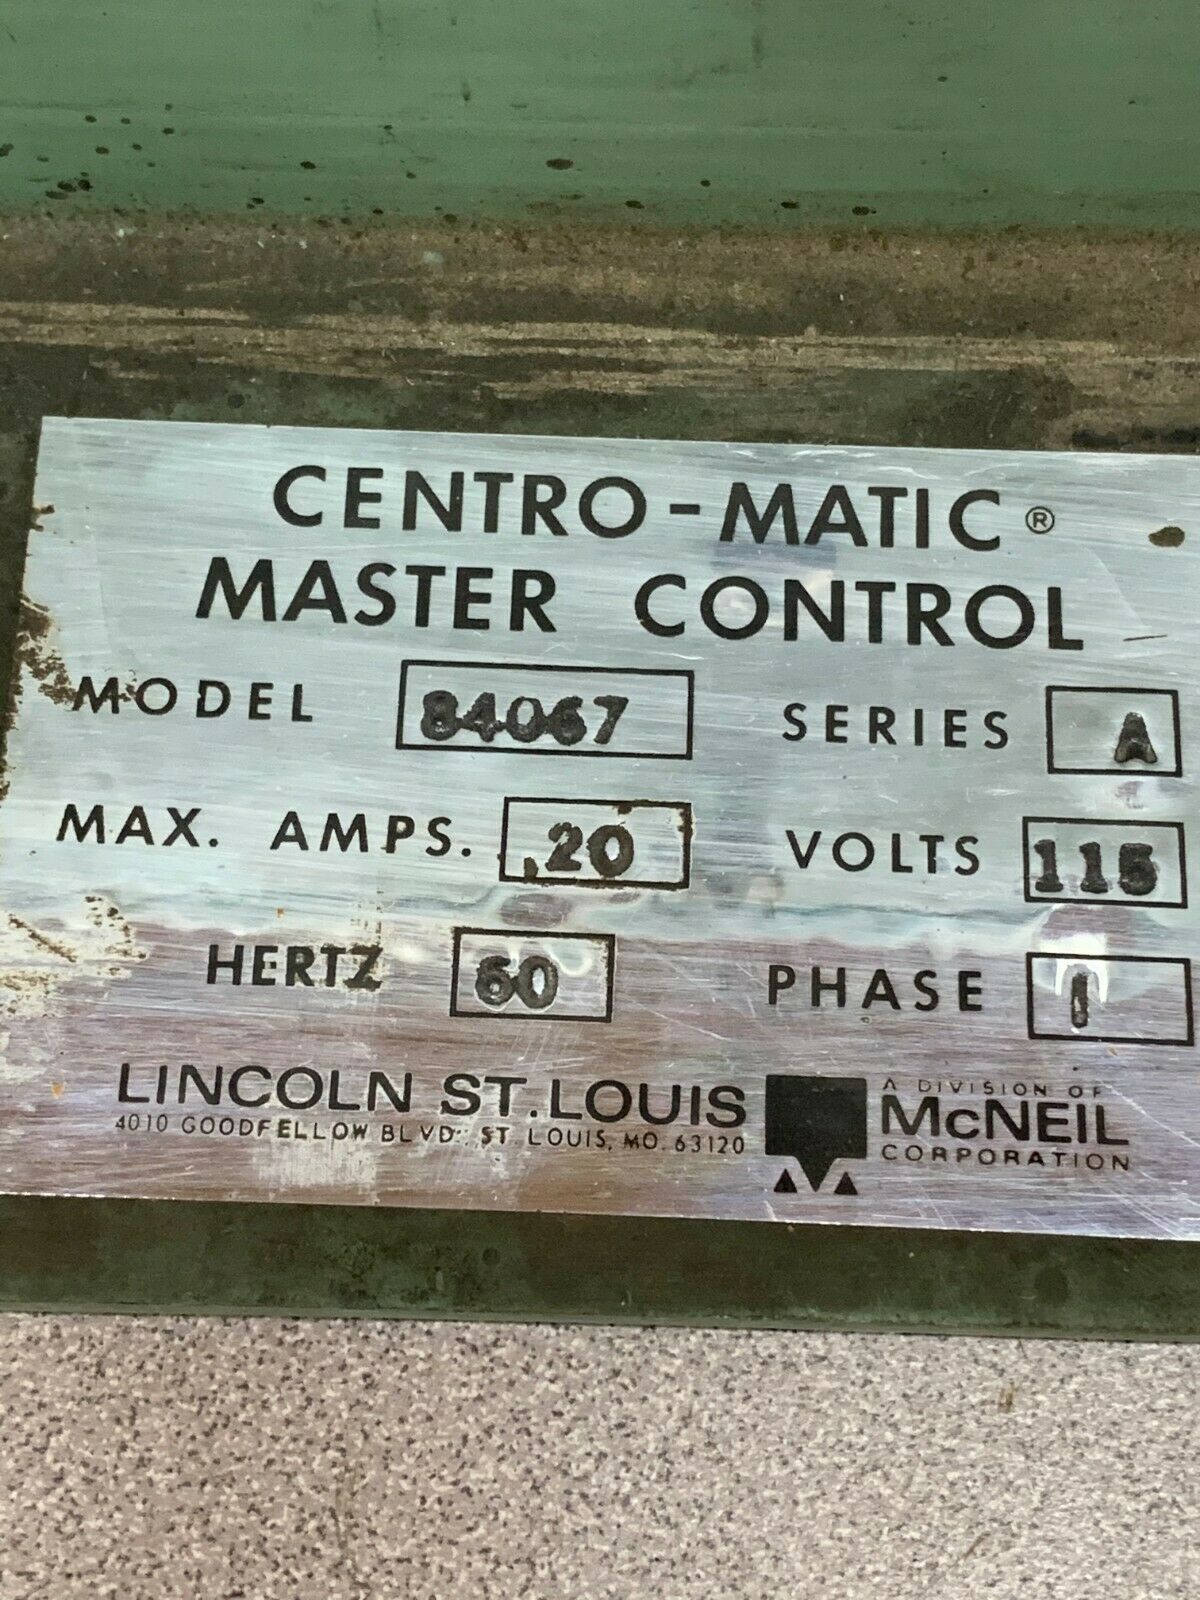 CENTRO-MATIC®
MASTER CONTROL
MODEL 84067 SERIES A
MAX. AMPS. .20 VOLTS 115
HERTZ 60 PHASE 1
LINCOLN ST. LOUIS
4010 GOODFELLOW BLVD. ST. LOUIS, MO. 63120
A DIVISION OF
McNEIL
CORPORATION